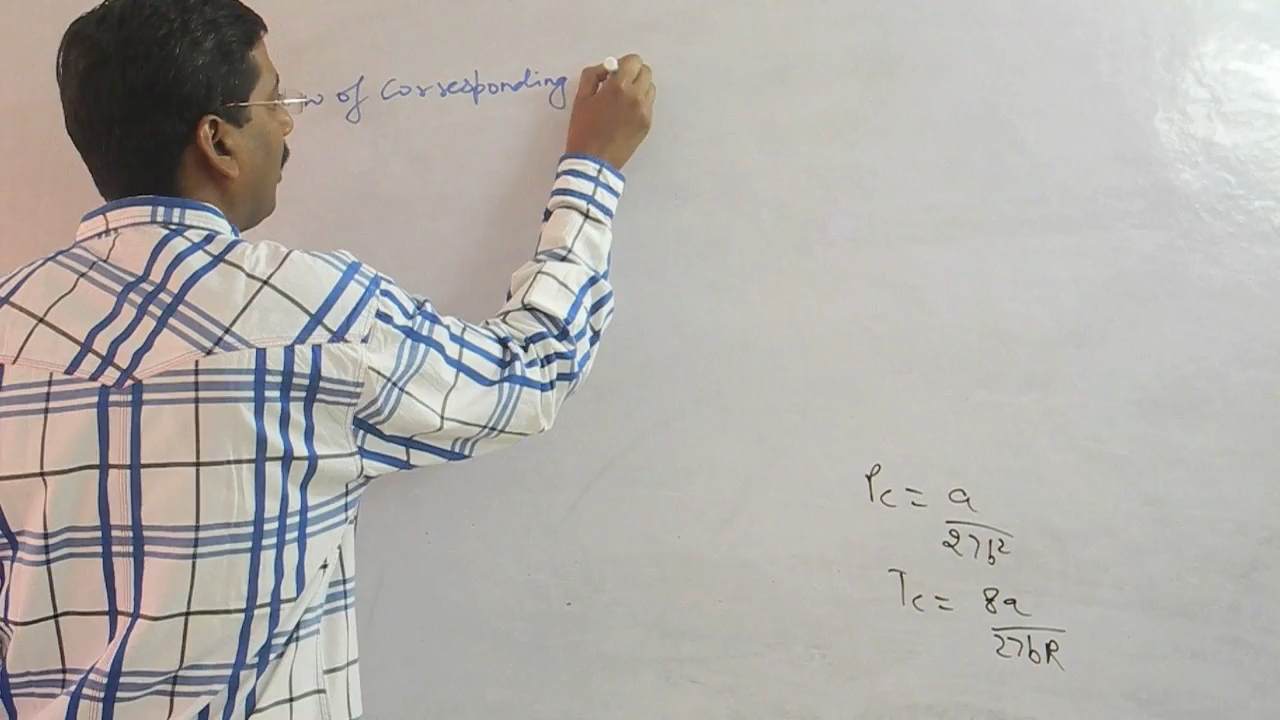 of Corresponding
Pc = a
27b²
Tc = 8a
27bR